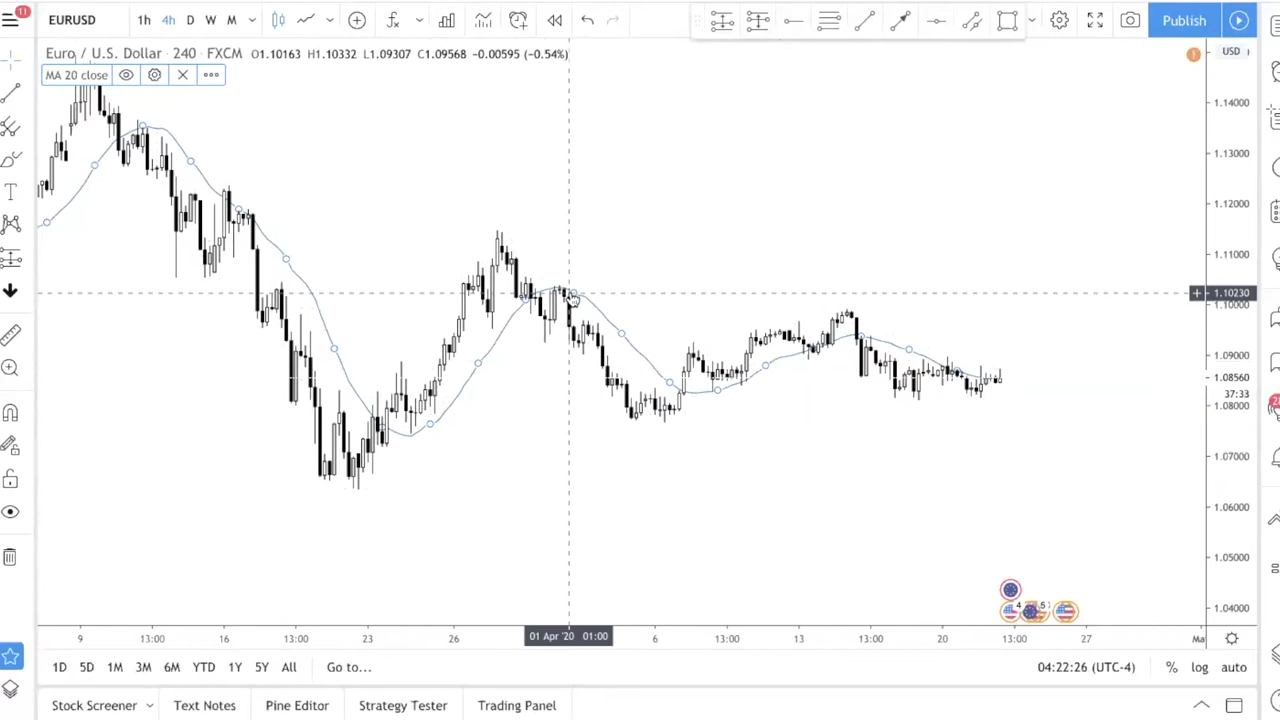 11
EURUSD 1h 4h D W M Publish
Euro / U.S. Dollar · 240 · FXCM O1.10163 H1.10332 L1.09307 C1.09568 -0.00595 (-0.54%)
USD
MA 20 close
1.14000
1.13000
1.12000
1.11000
1.10230
1.10000
1.09000
1.08560
37:33
1.08000
1.07000
1.06000
1.05000
1.04000
4 5
9 13:00 16 13:00 23 26 01 Apr '20 01:00 6 13:00 13 13:00 20 13:00 27 Ma
1D 5D 1M 3M 6M YTD 1Y 5Y All Go to... 04:22:26 (UTC-4) % log auto
Stock Screener Text Notes Pine Editor Strategy Tester Trading Panel